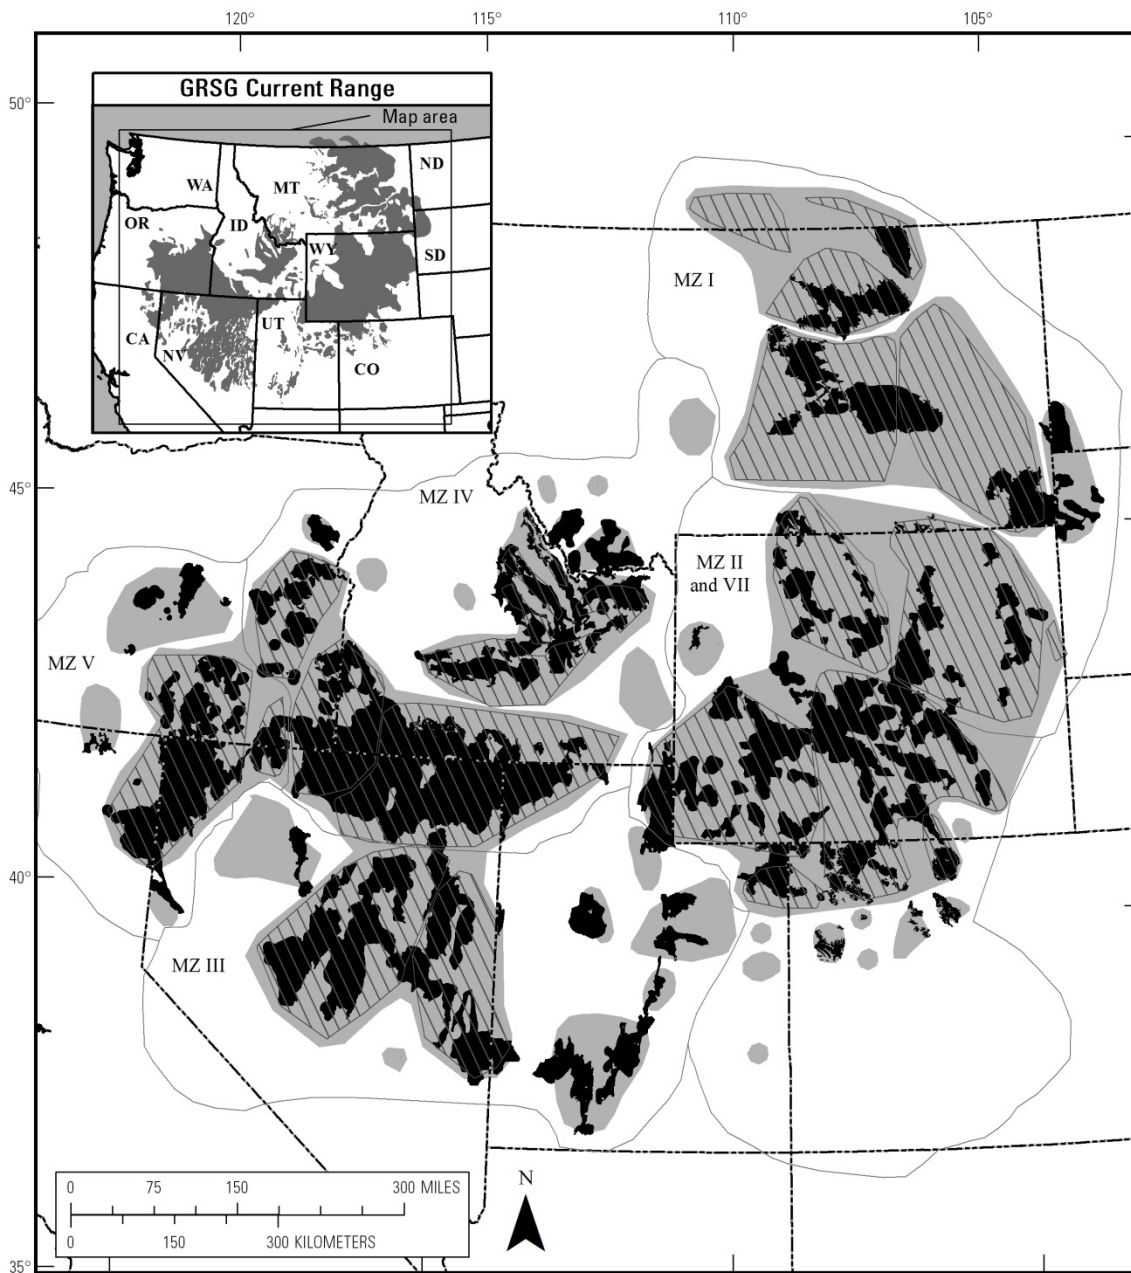 120° 115° 110° 105°
50°
GRSG Current Range
Map area
WA MT ND
OR ID WY SD
CA NV UT CO
MZ I
45°
MZ IV
MZ II
and VII
MZ V
40°
MZ III
N
0 75 150 300 MILES
0 150 300 KILOMETERS
35°